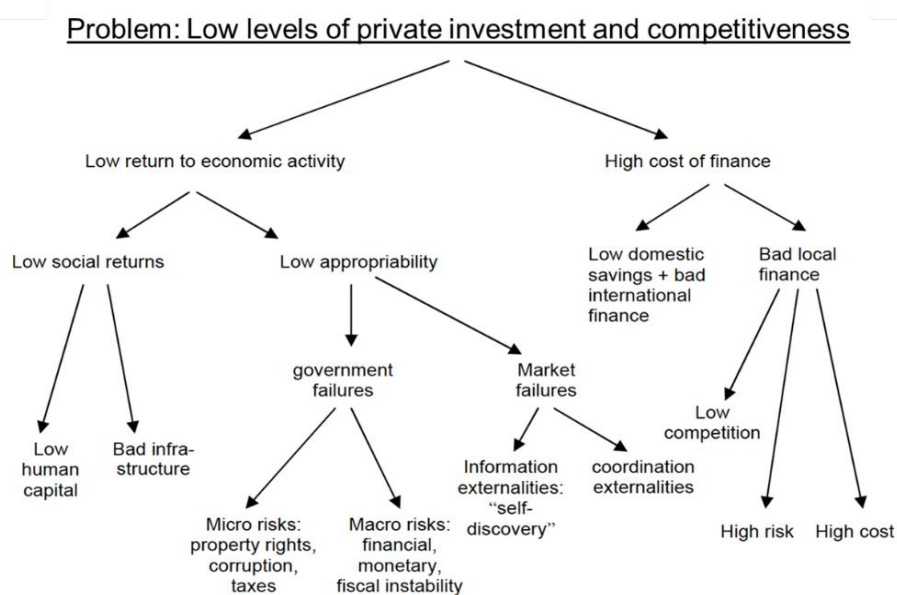 Problem: Low levels of private investment and competitiveness
Low return to economic activity
High cost of finance
Low social returns
Low appropriability
Low domestic
savings + bad
international
finance
Bad local
finance
government
failures
Market
failures
Low
competition
Low
human
capital
Bad infra-
structure
Information
externalities:
“self-
discovery”
coordination
externalities
Micro risks:
property rights,
corruption,
taxes
Macro risks:
financial,
monetary,
fiscal instability
High risk
High cost